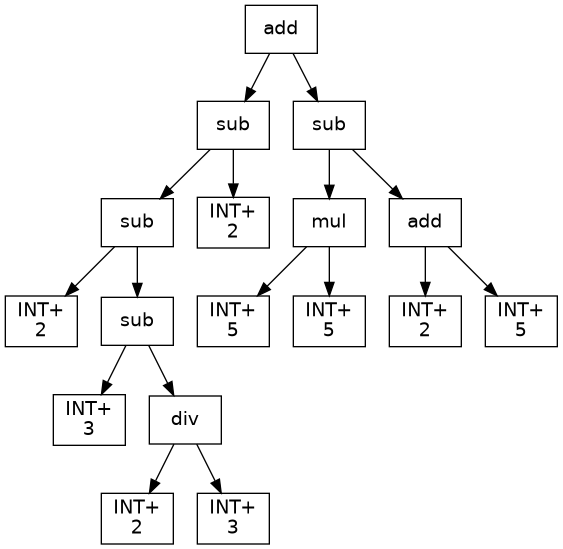 add
sub
sub
sub
INT+
2
mul
add
INT+
2
sub
INT+
5
INT+
5
INT+
2
INT+
5
INT+
3
div
INT+
2
INT+
3